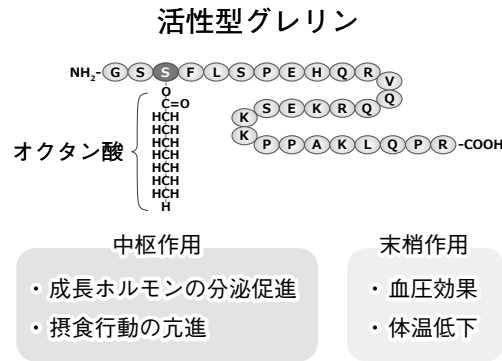 活性型グレリン
NH2-GSSFLSPEHQRV
QQRKESKK
PPAKLQPR-COOH
O
C=O
HCH
HCH
HCH
HCH
HCH
HCH
HCH
H
オクタン酸
中枢作用
・成長ホルモンの分泌促進
・摂食行動の亢進
末梢作用
・血圧効果
・体温低下